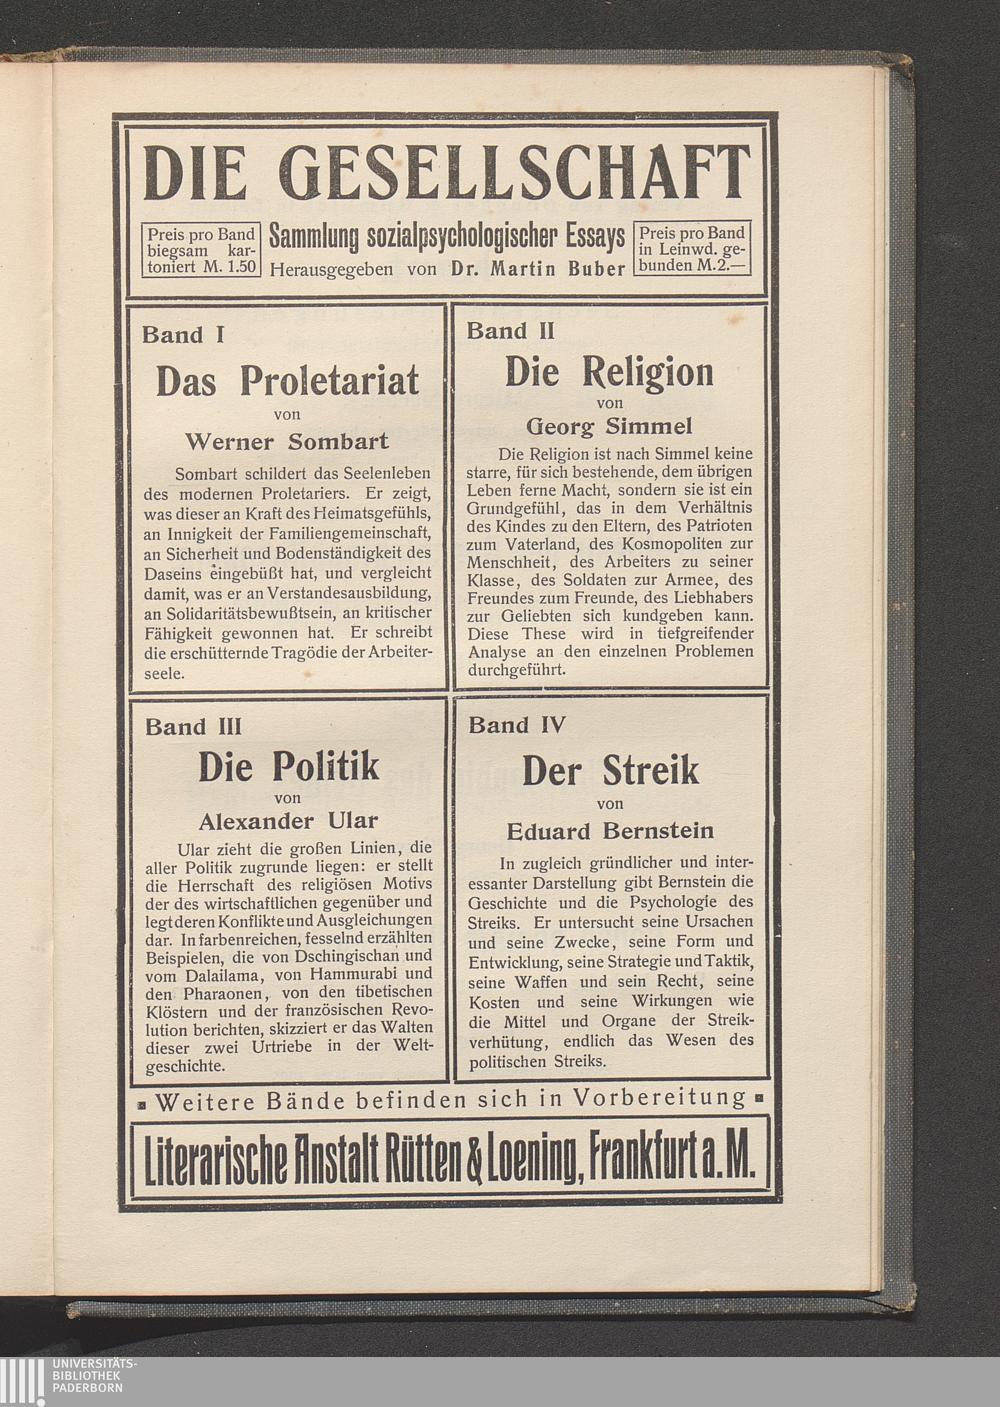 DIE GESELLSCHAFT
Preis pro Band
biegsam kar-
toniert M. 1.50
Sammlung sozialpsychologischer Essays
Herausgegeben von Dr. Martin Buber
Preis pro Band
in Leinwd. ge-
bunden M.2.—
Band I
Das Proletariat
von
Werner Sombart
Sombart schildert das Seelenleben
des modernen Proletariers. Er zeigt,
was dieser an Kraft des Heimatsgefühls,
an Innigkeit der Familiengemeinschaft,
an Sicherheit und Bodenständigkeit des
Daseins eingebüßt hat, und vergleicht
damit, was er an Verstandesausbildung,
an Solidaritätsbewußtsein, an kritischer
Fähigkeit gewonnen hat. Er schreibt
die erschütternde Tragödie der Arbeiter-
seele.
Band II
Die Religion
von
Georg Simmel
Die Religion ist nach Simmel keine
starre, für sich bestehende, dem übrigen
Leben ferne Macht, sondern sie ist ein
Grundgefühl, das in dem Verhältnis
des Kindes zu den Eltern, des Patrioten
zum Vaterland, des Kosmopoliten zur
Menschheit, des Arbeiters zu seiner
Klasse, des Soldaten zur Armee, des
Freundes zum Freunde, des Liebhabers
zur Geliebten sich kundgeben kann.
Diese These wird in tiefgreifender
Analyse an den einzelnen Problemen
durchgeführt.
Band III
Die Politik
von
Alexander Ular
Ular zieht die großen Linien, die
aller Politik zugrunde liegen: er stellt
die Herrschaft des religiösen Motivs
der des wirtschaftlichen gegenüber und
legt deren Konflikte und Ausgleichungen
dar. In farbenreichen, fesselnd erzählten
Beispielen, die von Dschingischan und
vom Dalailama, von Hammurabi und
den Pharaonen, von den tibetischen
Klöstern und der französischen Revo-
lution berichten, skizziert er das Walten
dieser zwei Urtriebe in der Welt-
geschichte.
Band IV
Der Streik
von
Eduard Bernstein
In zugleich gründlicher und inter-
essanter Darstellung gibt Bernstein die
Geschichte und die Psychologie des
Streiks. Er untersucht seine Ursachen
und seine Zwecke, seine Form und
Entwicklung, seine Strategie und Taktik,
seine Waffen und sein Recht, seine
Kosten und seine Wirkungen wie
die Mittel und Organe der Streik-
verhütung, endlich das Wesen des
politischen Streiks.
Weitere Bände befinden sich in Vorbereitung
Literarische Anstalt Rütten & Loening, Frankfurt a. M.
UNIVERSITÄTS-
BIBLIOTHEK
PADERBORN